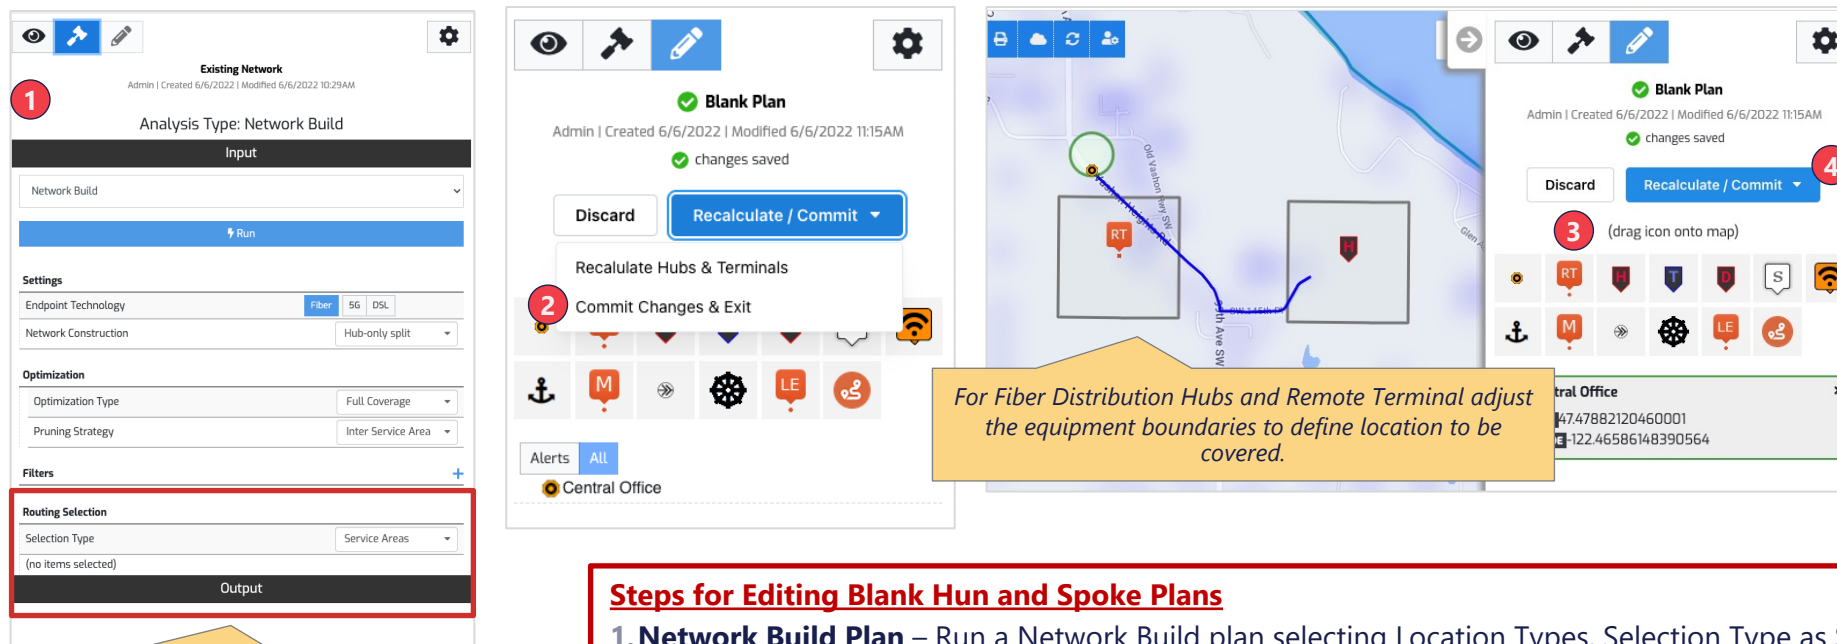 1
Existing Network
Admin | Created 6/6/2022 | Modified 6/6/2022 10:29AM
Analysis Type: Network Build
Input
Network Build
Run
Settings
Endpoint Technology
Fiber 5G DSL
Network Construction
Hub-only split
Optimization
Optimization Type
Full Coverage
Pruning Strategy
Inter Service Area
Filters
+
Routing Selection
Selection Type
Service Areas
(no items selected)
Output
Blank Plan
Admin | Created 6/6/2022 | Modified 6/6/2022 11:15AM
changes saved
Discard
Recalculate / Commit
Recalulate Hubs & Terminals
2
Commit Changes & Exit
M
LE
Alerts All
Central Office
Old Vashon Hwy SW
Vashon Heights Rd
RT
H
Glen A
99th Ave SW
For Fiber Distribution Hubs and Remote Terminal adjust
the equipment boundaries to define location to be
covered.
Blank Plan
Admin | Created 6/6/2022 | Modified 6/6/2022 11:15AM
changes saved
4
Discard
Recalculate / Commit
3
(drag icon onto map)
RT H T D S
M LE
tral Office
47.47882120460001
-122.46586148390564
Steps for Editing Blank Hun and Spoke Plans
1. Network Build Plan – Run a Network Build plan selecting Location Types, Selection Type as